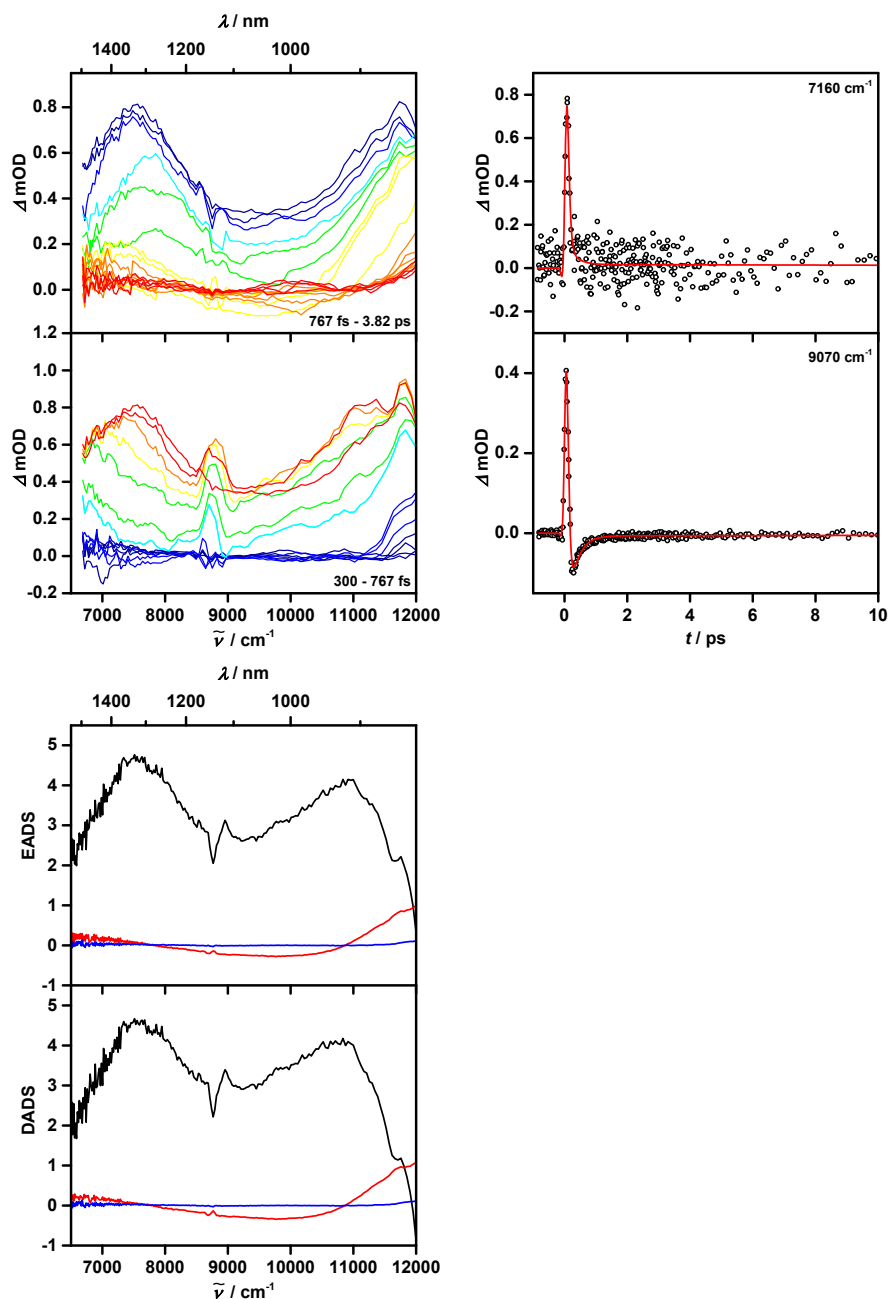 λ / nm
1400 1200 1000
0.8
0.6
0.4
0.2
0.0
Δ mOD
767 fs - 3.82 ps
1.2
1.0
0.8
0.6
0.4
0.2
0.0
-0.2
Δ mOD
300 - 767 fs
7000 8000 9000 10000 11000 12000
ν̃ / cm⁻¹
7160 cm⁻¹
0.8
0.6
0.4
0.2
0.0
-0.2
Δ mOD
9070 cm⁻¹
0.4
0.0
Δ mOD
0 2 4 6 8 10
t / ps
λ / nm
1400 1200 1000
5
4
3
2
1
0
-1
EADS
5
4
3
2
1
0
-1
DADS
7000 8000 9000 10000 11000 12000
ν̃ / cm⁻¹